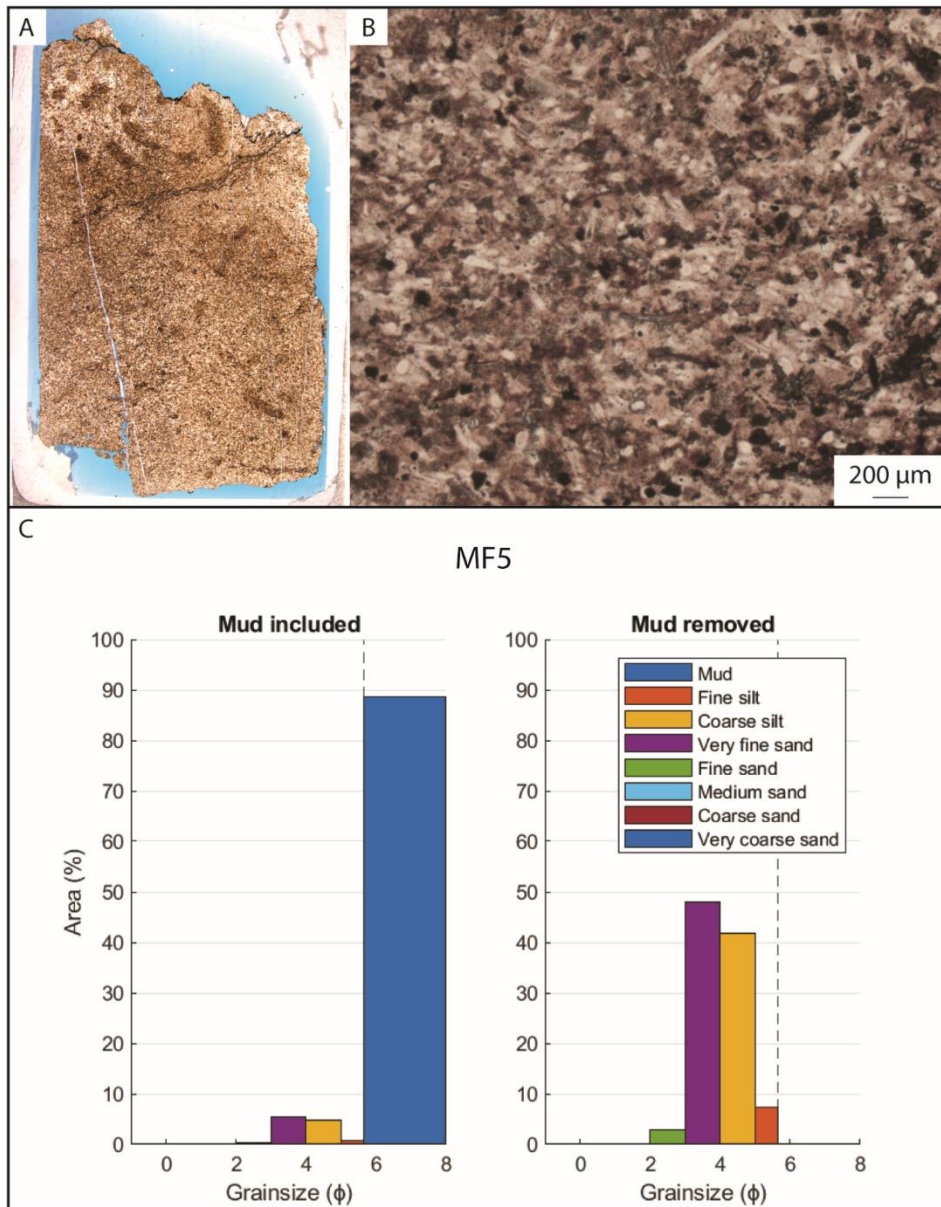 A
B
200 µm
C
MF5
Mud included
Mud removed
100
90
80
70
60
50
40
30
20
10
0
Area (%)
0 2 4 6 8
Grainsize (ϕ)
100
90
80
70
60
50
40
30
20
10
0
Mud
Fine silt
Coarse silt
Very fine sand
Fine sand
Medium sand
Coarse sand
Very coarse sand
0 2 4 6 8
Grainsize (ϕ)